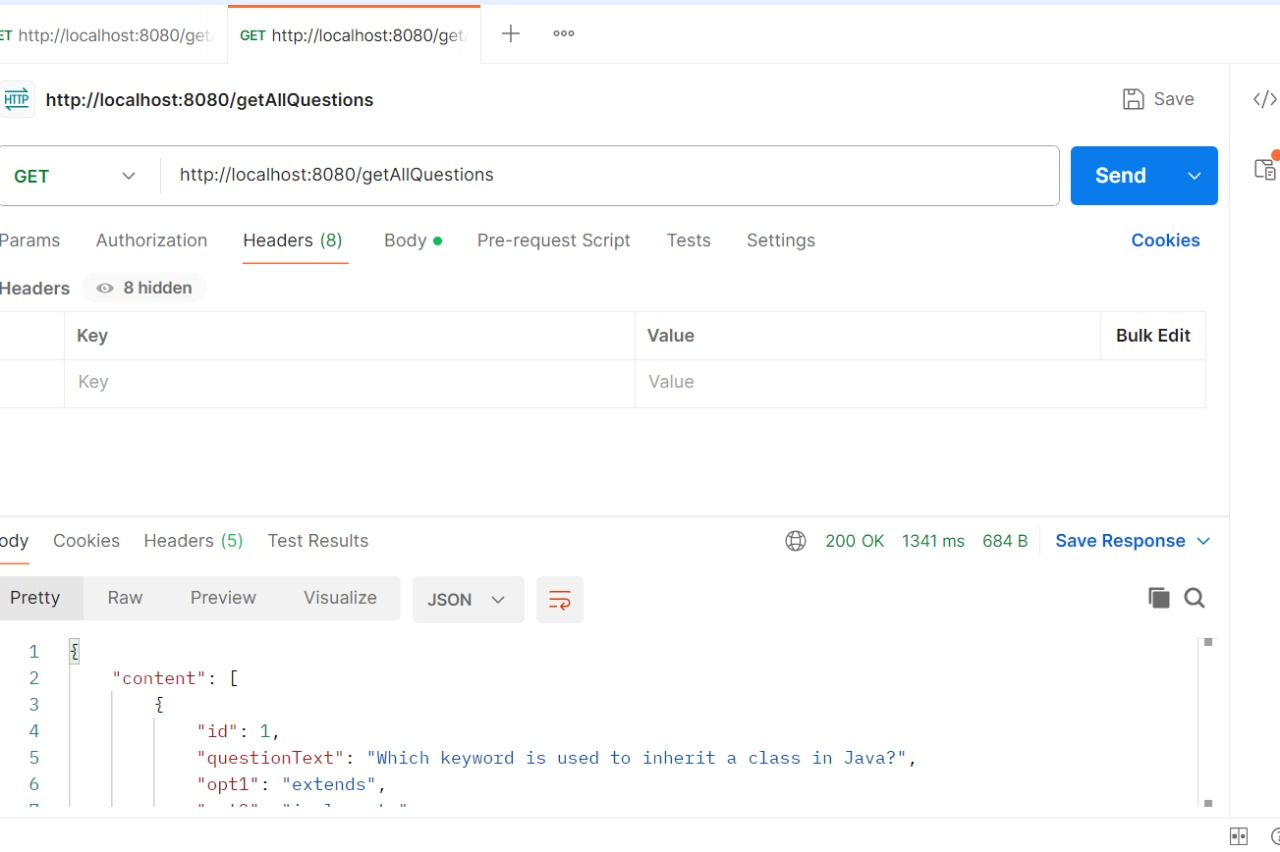 ET http://localhost:8080/get GET http://localhost:8080/get
HTTP http://localhost:8080/getAllQuestions Save </>
GET http://localhost:8080/getAllQuestions Send
Params Authorization Headers (8) Body Pre-request Script Tests Settings Cookies
Headers 8 hidden
Key Value Bulk Edit
Key Value
ody Cookies Headers (5) Test Results 200 OK 1341 ms 684 B Save Response
Pretty Raw Preview Visualize JSON
1 {
2 "content": [
3 {
4 "id": 1,
5 "questionText": "Which keyword is used to inherit a class in Java?",
6 "opt1": "extends",